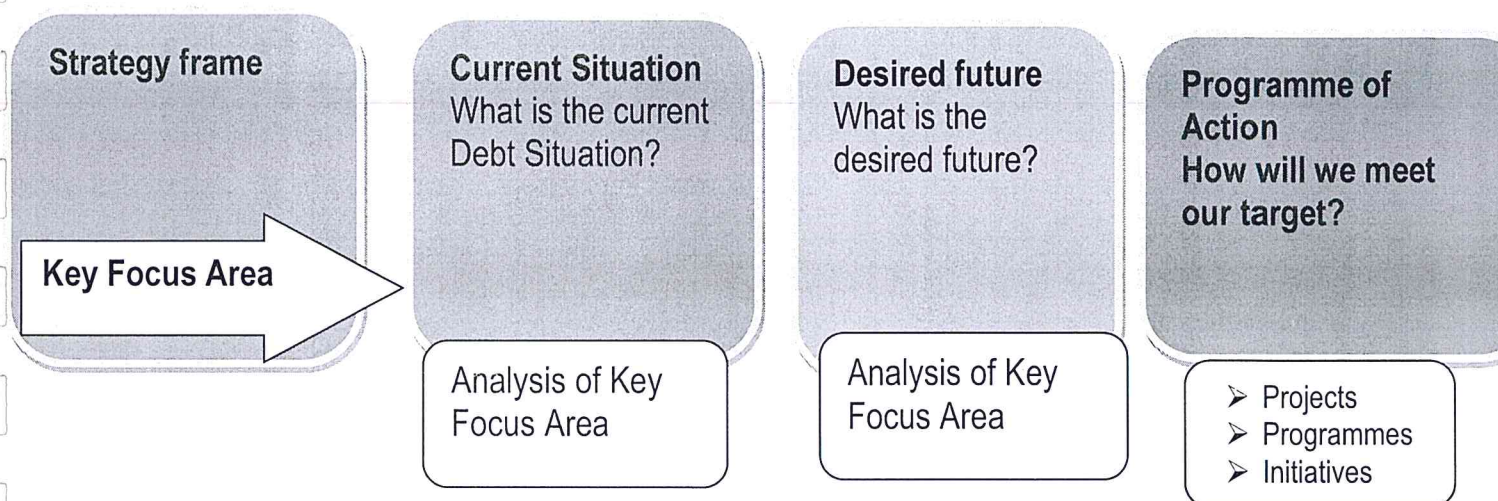 Strategy frame
Key Focus Area
Current Situation
What is the current
Debt Situation?
Analysis of Key
Focus Area
Desired future
What is the
desired future?
Analysis of Key
Focus Area
Programme of
Action
How will we meet
our target?
➢ Projects
➢ Programmes
➢ Initiatives